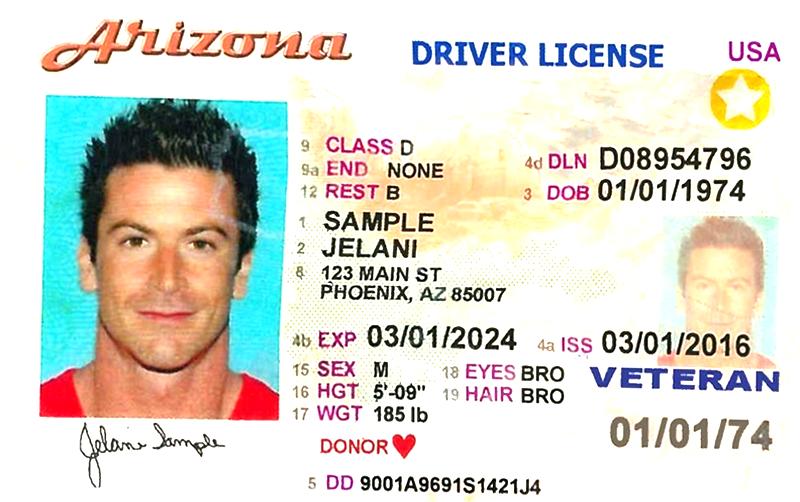 Arizona
DRIVER LICENSE
USA
9 CLASS D
9a END NONE
12 REST B
4d DLN D08954796
3 DOB 01/01/1974
1 SAMPLE
2 JELANI
8 123 MAIN ST
PHOENIX, AZ 85007
4b EXP 03/01/2024
4a ISS 03/01/2016
15 SEX M
18 EYES BRO
16 HGT 5'-09"
19 HAIR BRO
17 WGT 185 lb
VETERAN
01/01/74
DONOR
Jelani Sample
5 DD 9001A9691S1421J4